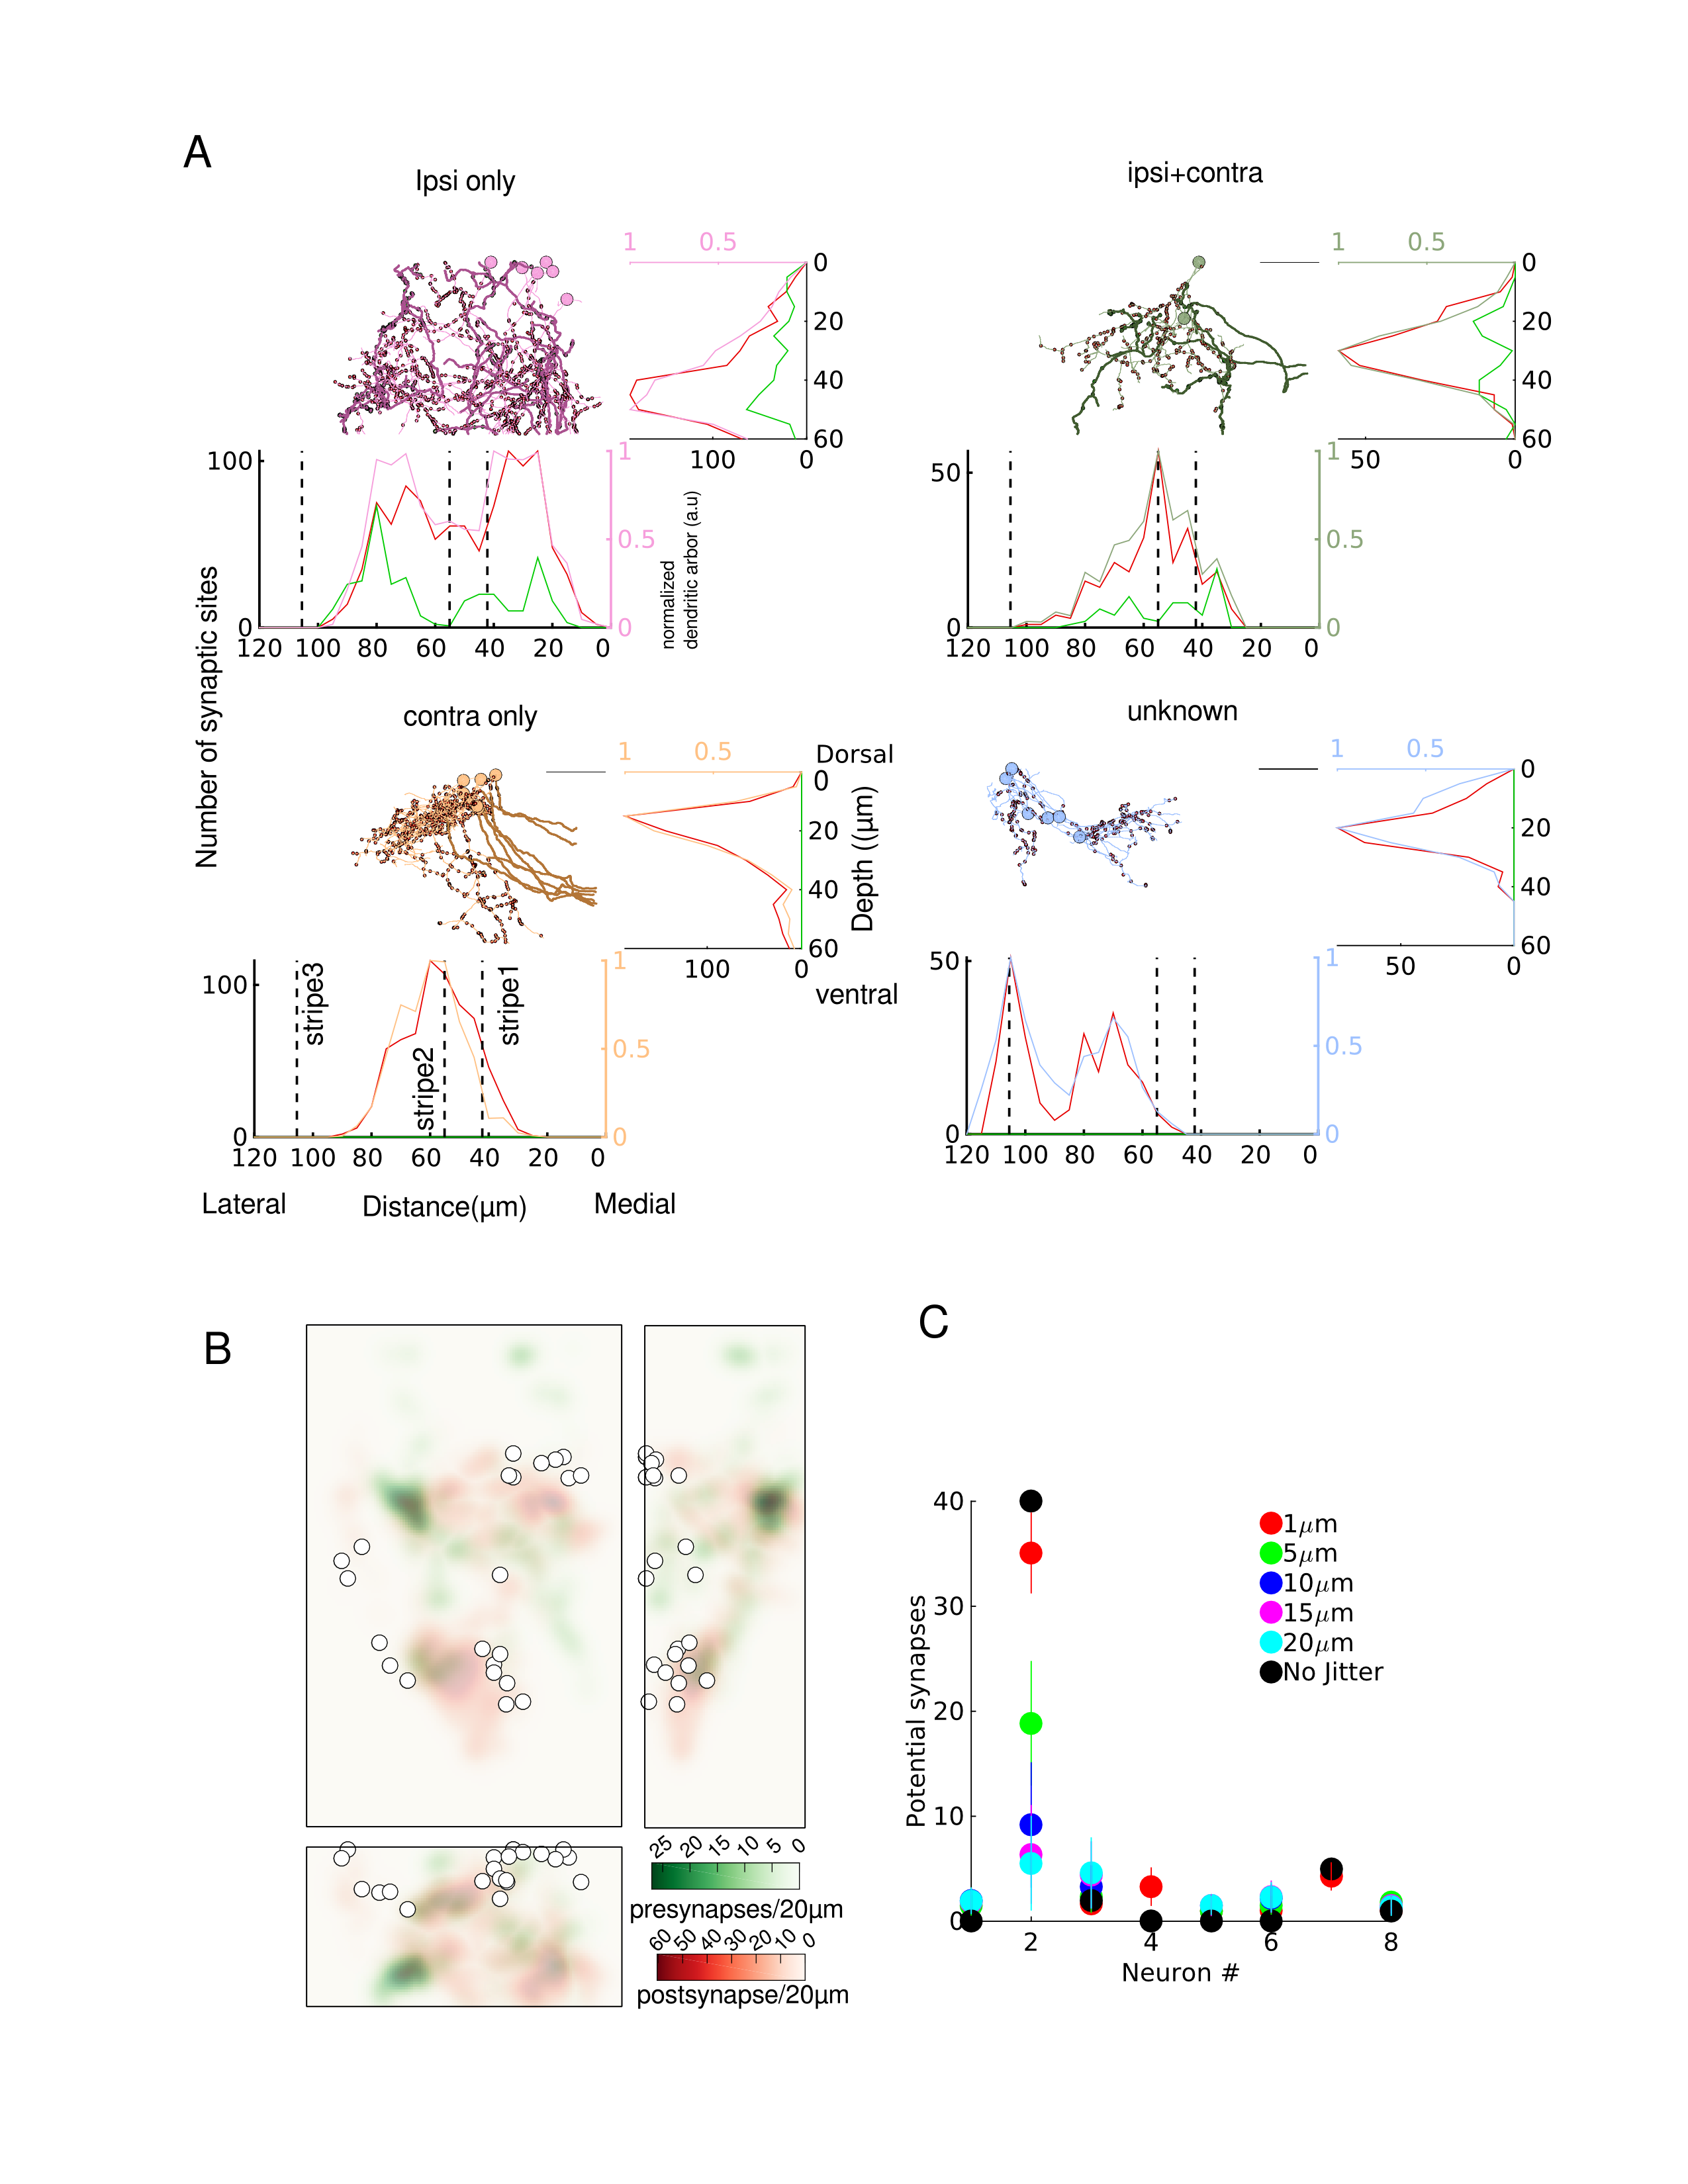 A
Ipsi only
1 0.5
0
20
40
60
100 0
100
0
120 100 80 60 40 20 0
1
0.5
0
normalized
dendritic arbor (a.u)
ipsi+contra
1 0.5
0
20
40
60
50 0
50
0
120 100 80 60 40 20 0
1
0.5
0
Number of synaptic sites
contra only
1 0.5
Dorsal
0
20
40
60
Depth ((µm)
100 0
ventral
100
0
stripe3
stripe2
stripe1
120 100 80 60 40 20 0
1
0.5
0
Lateral Distance(µm) Medial
unknown
1 0.5
0
20
40
60
50 0
50
0
120 100 80 60 40 20 0
1
0.5
0
B
25 20 15 10 5 0
presynapses/20µm
60 50 40 30 20 10 0
postsynapse/20µm
C
40
30
20
10
0
Potential synapses
2 4 6 8
Neuron #
1µm
5µm
10µm
15µm
20µm
No Jitter